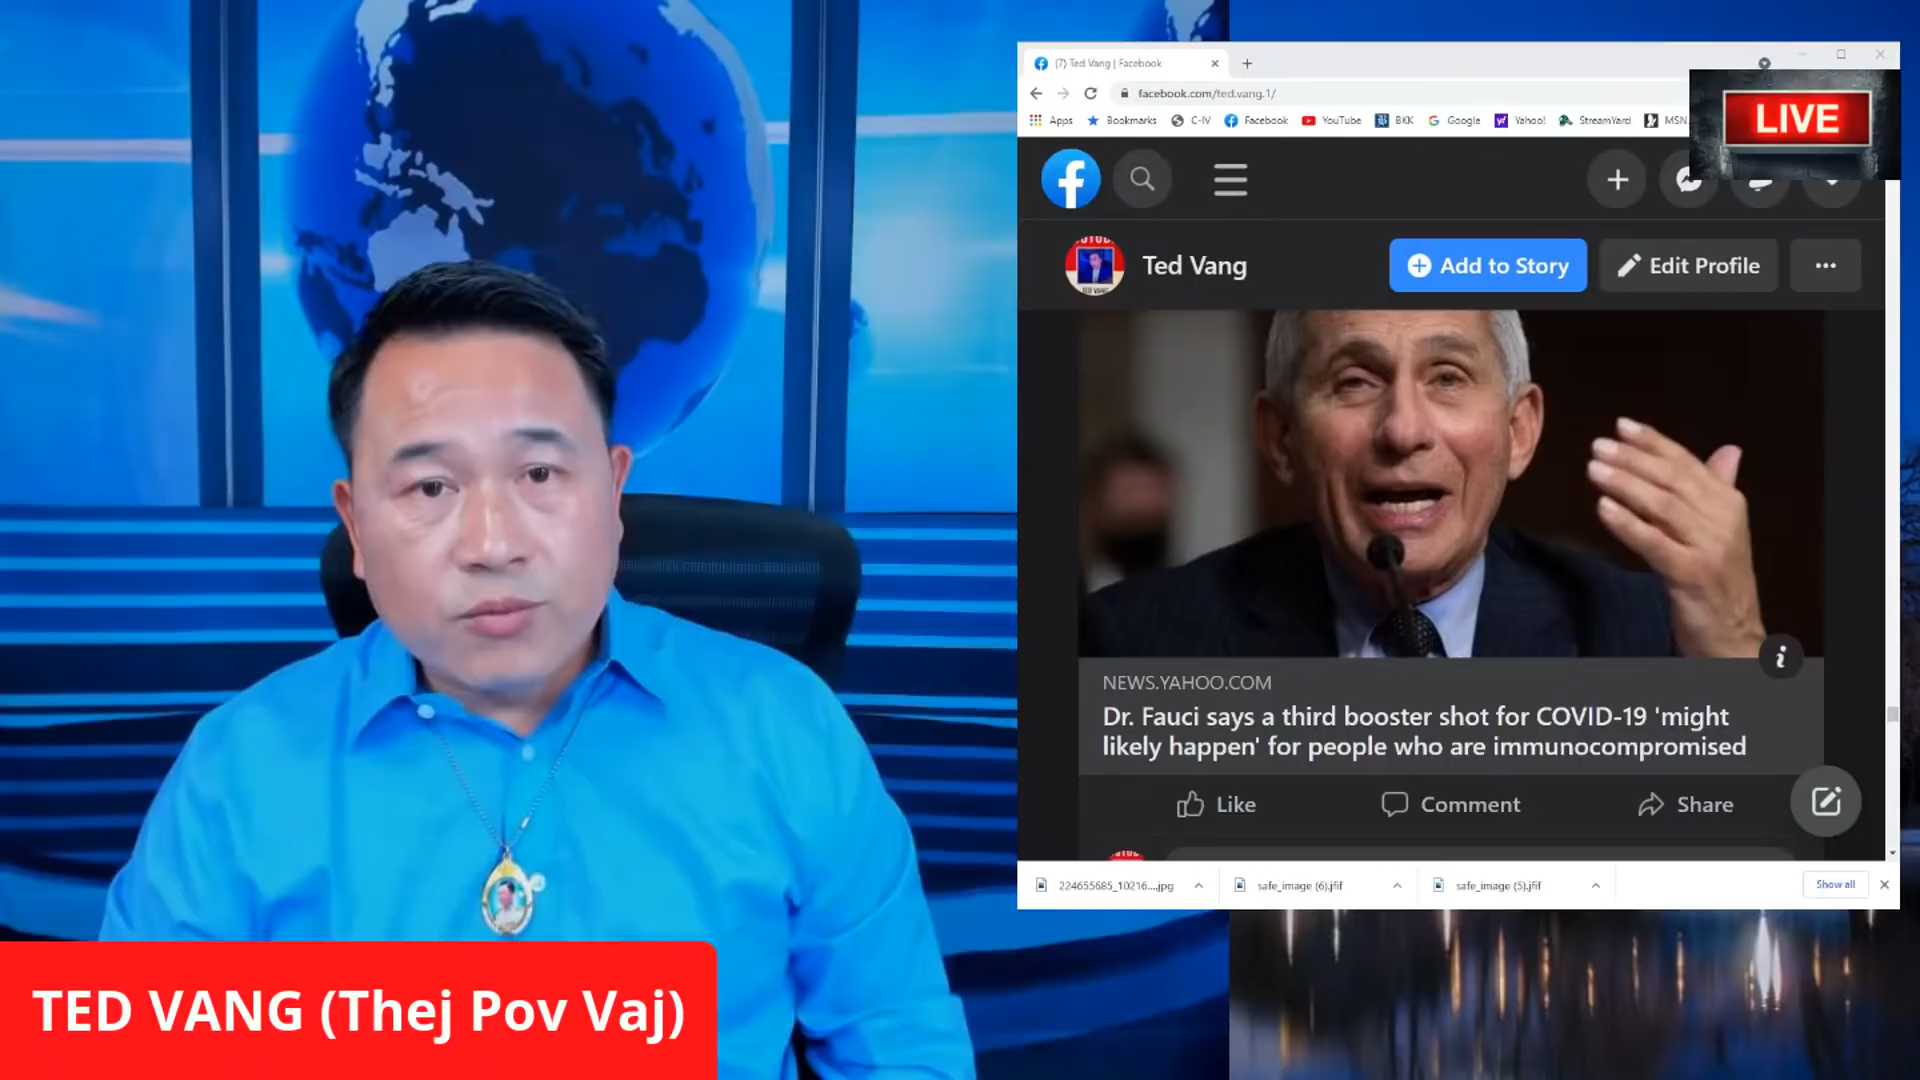 (7) Ted Vang | Facebook
facebook.com/ted.vang.1/
Apps Bookmarks C-IV Facebook YouTube BKK Google Yahoo! StreamYard MSN
LIVE
Ted Vang
Add to Story
Edit Profile
NEWS.YAHOO.COM
Dr. Fauci says a third booster shot for COVID-19 'might
likely happen' for people who are immunocompromised
Like Comment Share
224655685_10216....jpg safe_image (6).jfif safe_image (5).jfif Show all
TED VANG (Thej Pov Vaj)